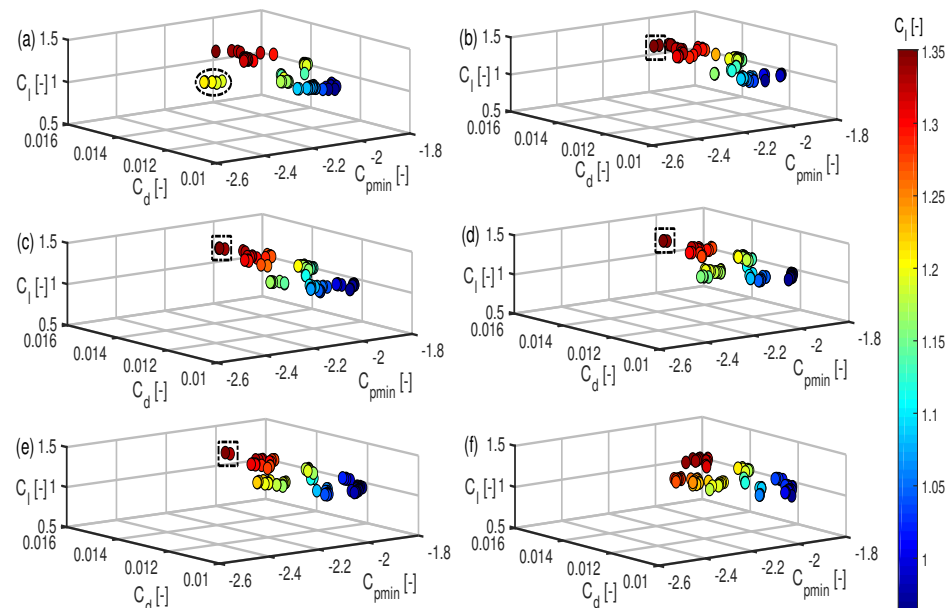 (a)
1.5
C_l [-] 1
0.5
0.016
0.014
0.012
0.01
C_d [-]
-2.6
-2.4
-2.2
-2
-1.8
C_pmin [-]
(b)
1.5
C_l [-] 1
0.5
0.016
0.014
0.012
0.01
C_d [-]
-2.6
-2.4
-2.2
-2
-1.8
C_pmin [-]
(c)
1.5
C_l [-] 1
0.5
0.016
0.014
0.012
0.01
C_d [-]
-2.6
-2.4
-2.2
-2
-1.8
C_pmin [-]
(d)
1.5
C_l [-] 1
0.5
0.016
0.014
0.012
0.01
C_d [-]
-2.6
-2.4
-2.2
-2
-1.8
C_pmin [-]
(e)
1.5
C_l [-] 1
0.5
0.016
0.014
0.012
0.01
C_d [-]
-2.6
-2.4
-2.2
-2
-1.8
C_pmin [-]
(f)
1.5
C_l [-] 1
0.5
0.016
0.014
0.012
0.01
C_d [-]
-2.6
-2.4
-2.2
-2
-1.8
C_pmin [-]
C_l [-]
1.35
1.3
1.25
1.2
1.15
1.1
1.05
1